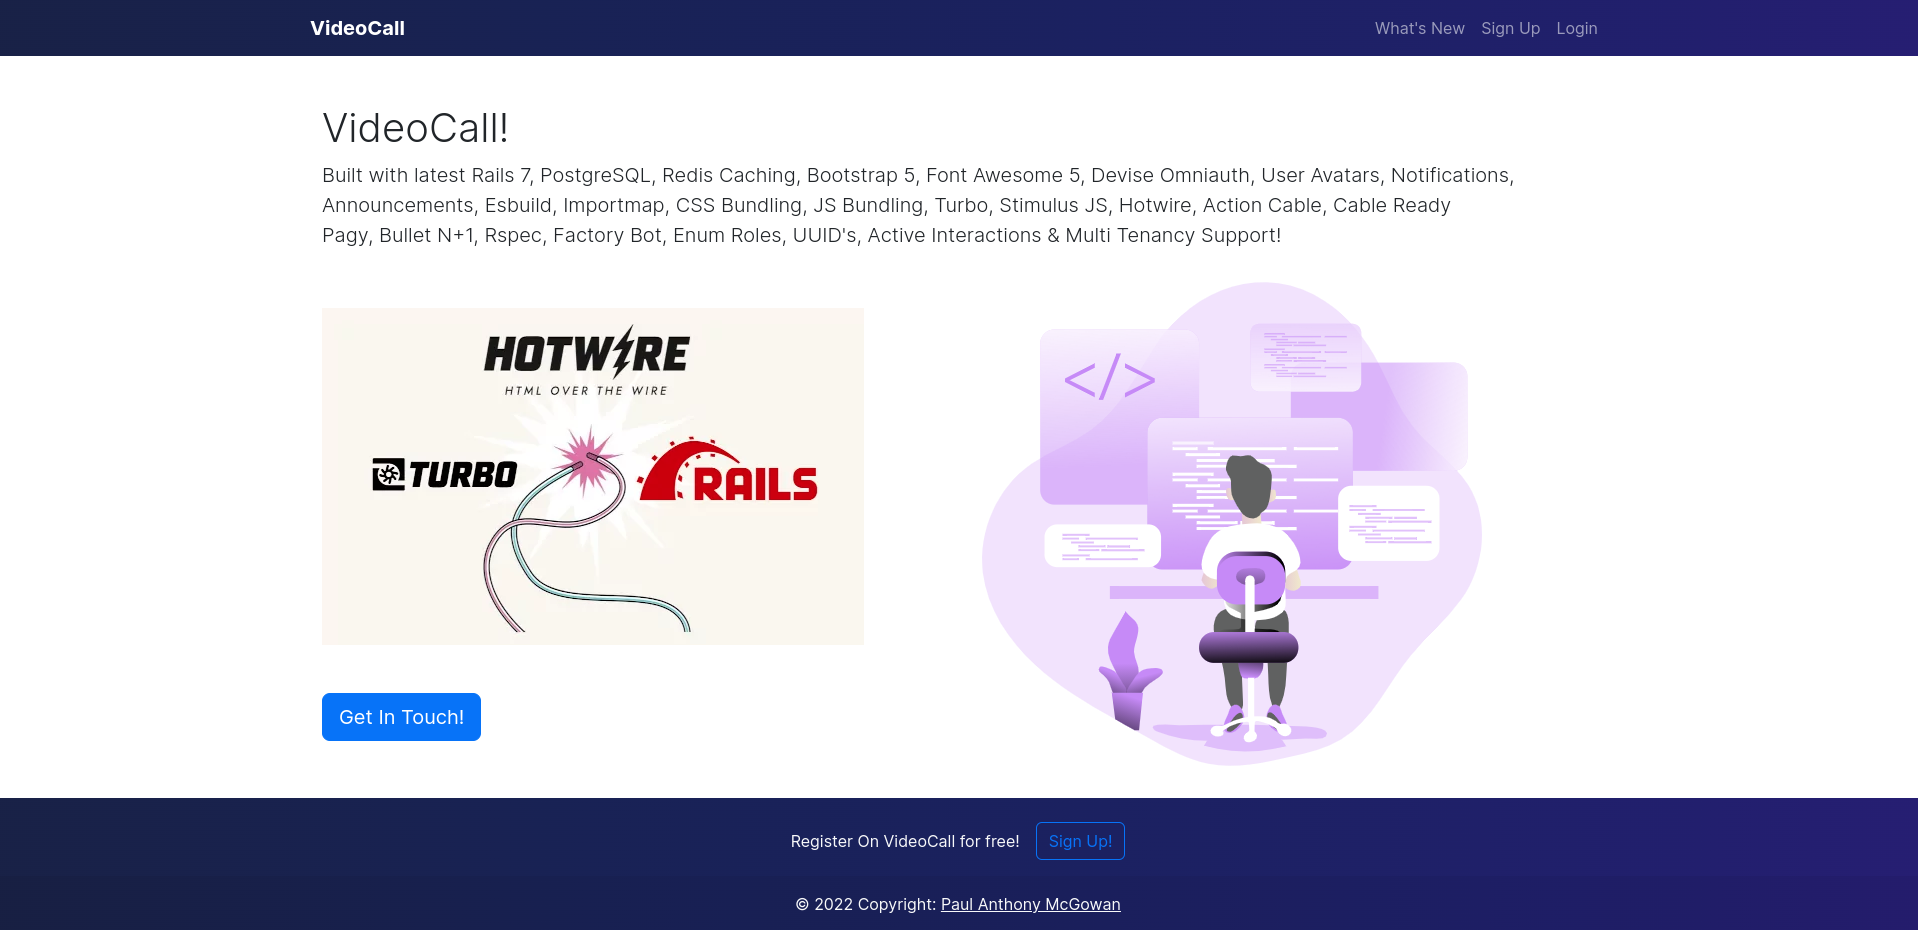 VideoCall
What's New Sign Up Login
VideoCall!
Built with latest Rails 7, PostgreSQL, Redis Caching, Bootstrap 5, Font Awesome 5, Devise Omniauth, User Avatars, Notifications,
Announcements, Esbuild, Importmap, CSS Bundling, JS Bundling, Turbo, Stimulus JS, Hotwire, Action Cable, Cable Ready
Pagy, Bullet N+1, Rspec, Factory Bot, Enum Roles, UUID's, Active Interactions & Multi Tenancy Support!
HOTWIRE
HTML OVER THE WIRE
TURBO
RAILS
</>
Get In Touch!
Register On VideoCall for free! Sign Up!
© 2022 Copyright: Paul Anthony McGowan